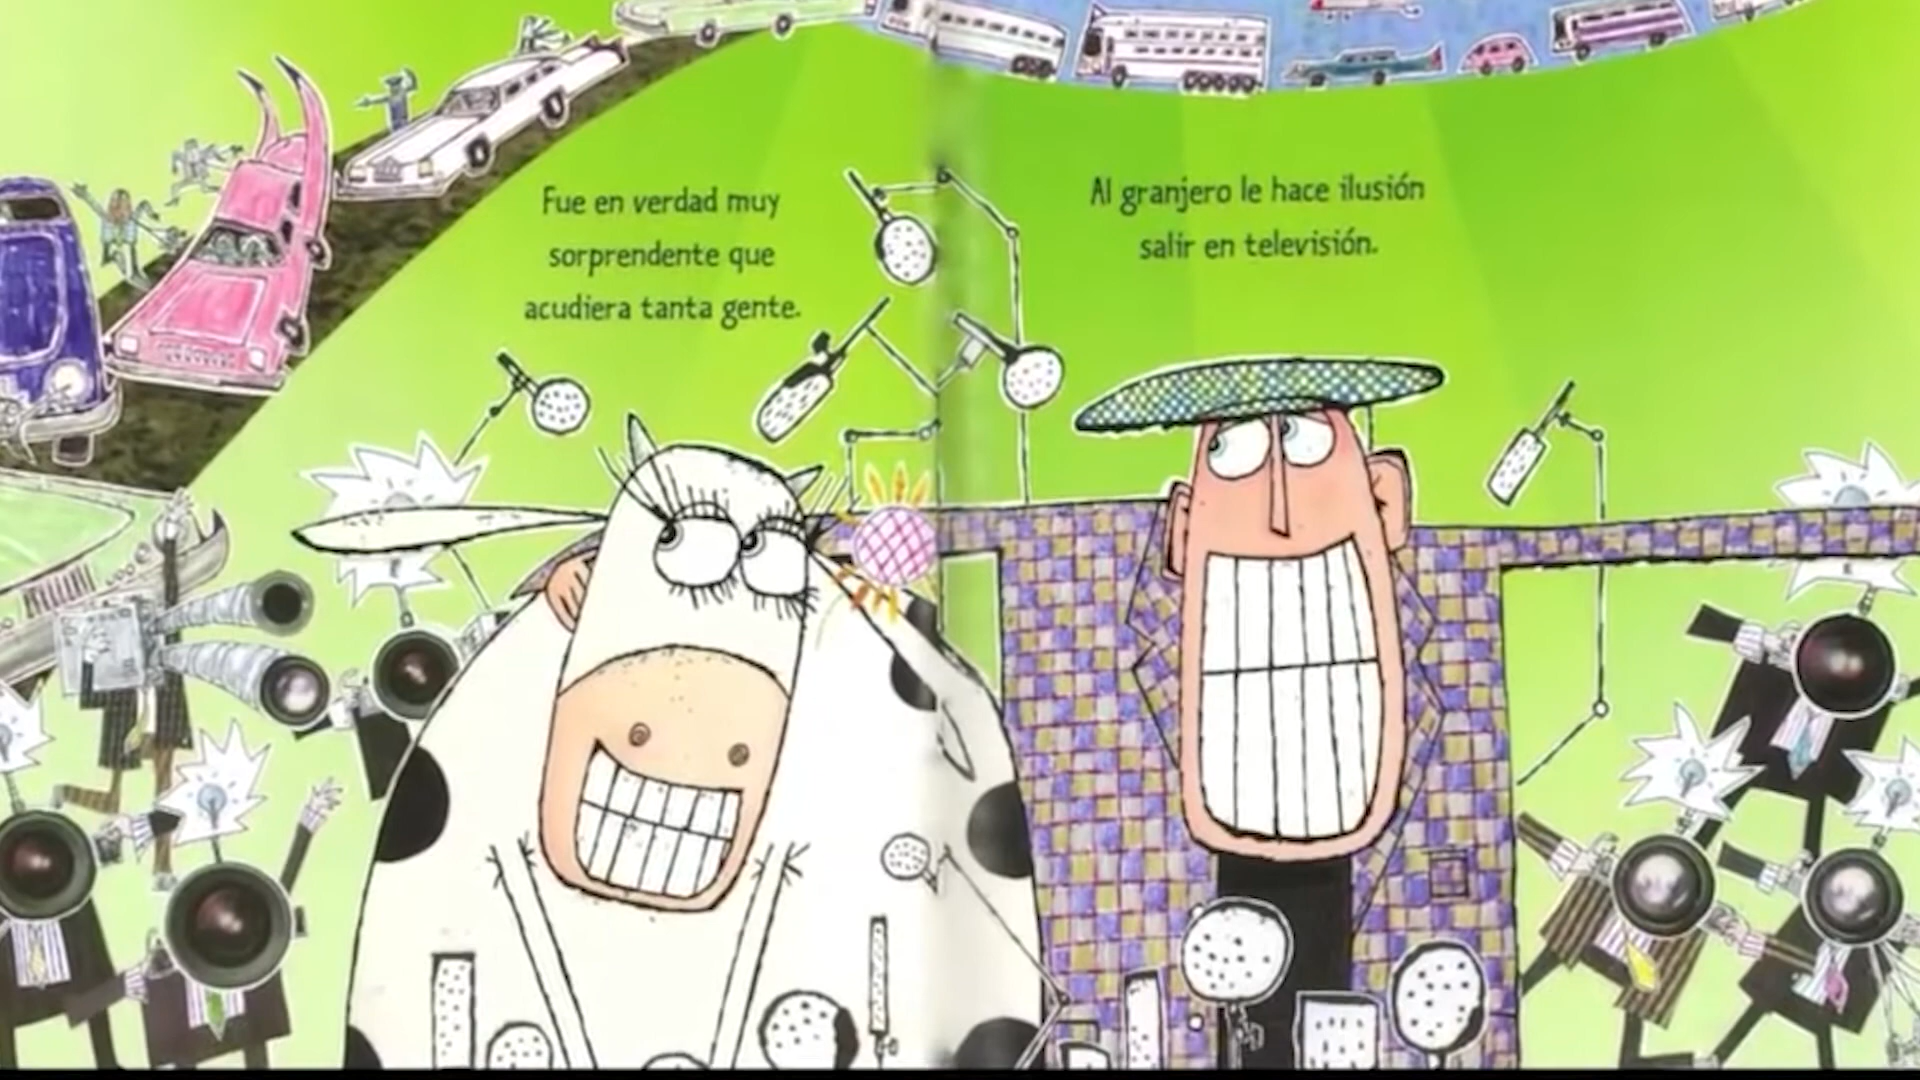 Fue en verdad muy
sorprendente que
acudiera tanta gente.
Al granjero le hace ilusión
salir en televisión.